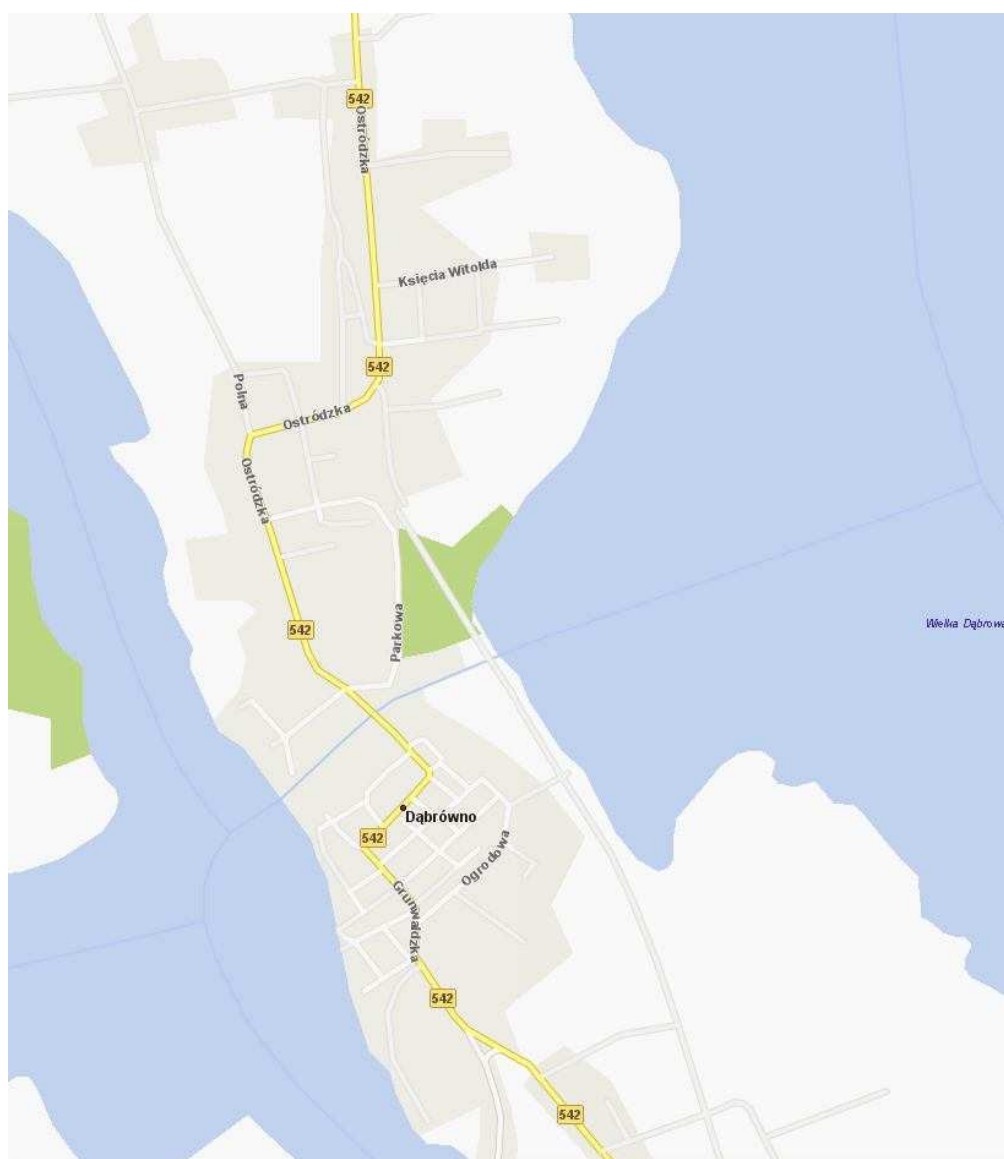 542
Ostródzka
Księcia Witolda
542
Polna
Ostródzka
Ostródzka
542
Parkowa
Wielka Dąbrowa
Dąbrówno
542
Ogrodowa
Grunwaldzka
542
542